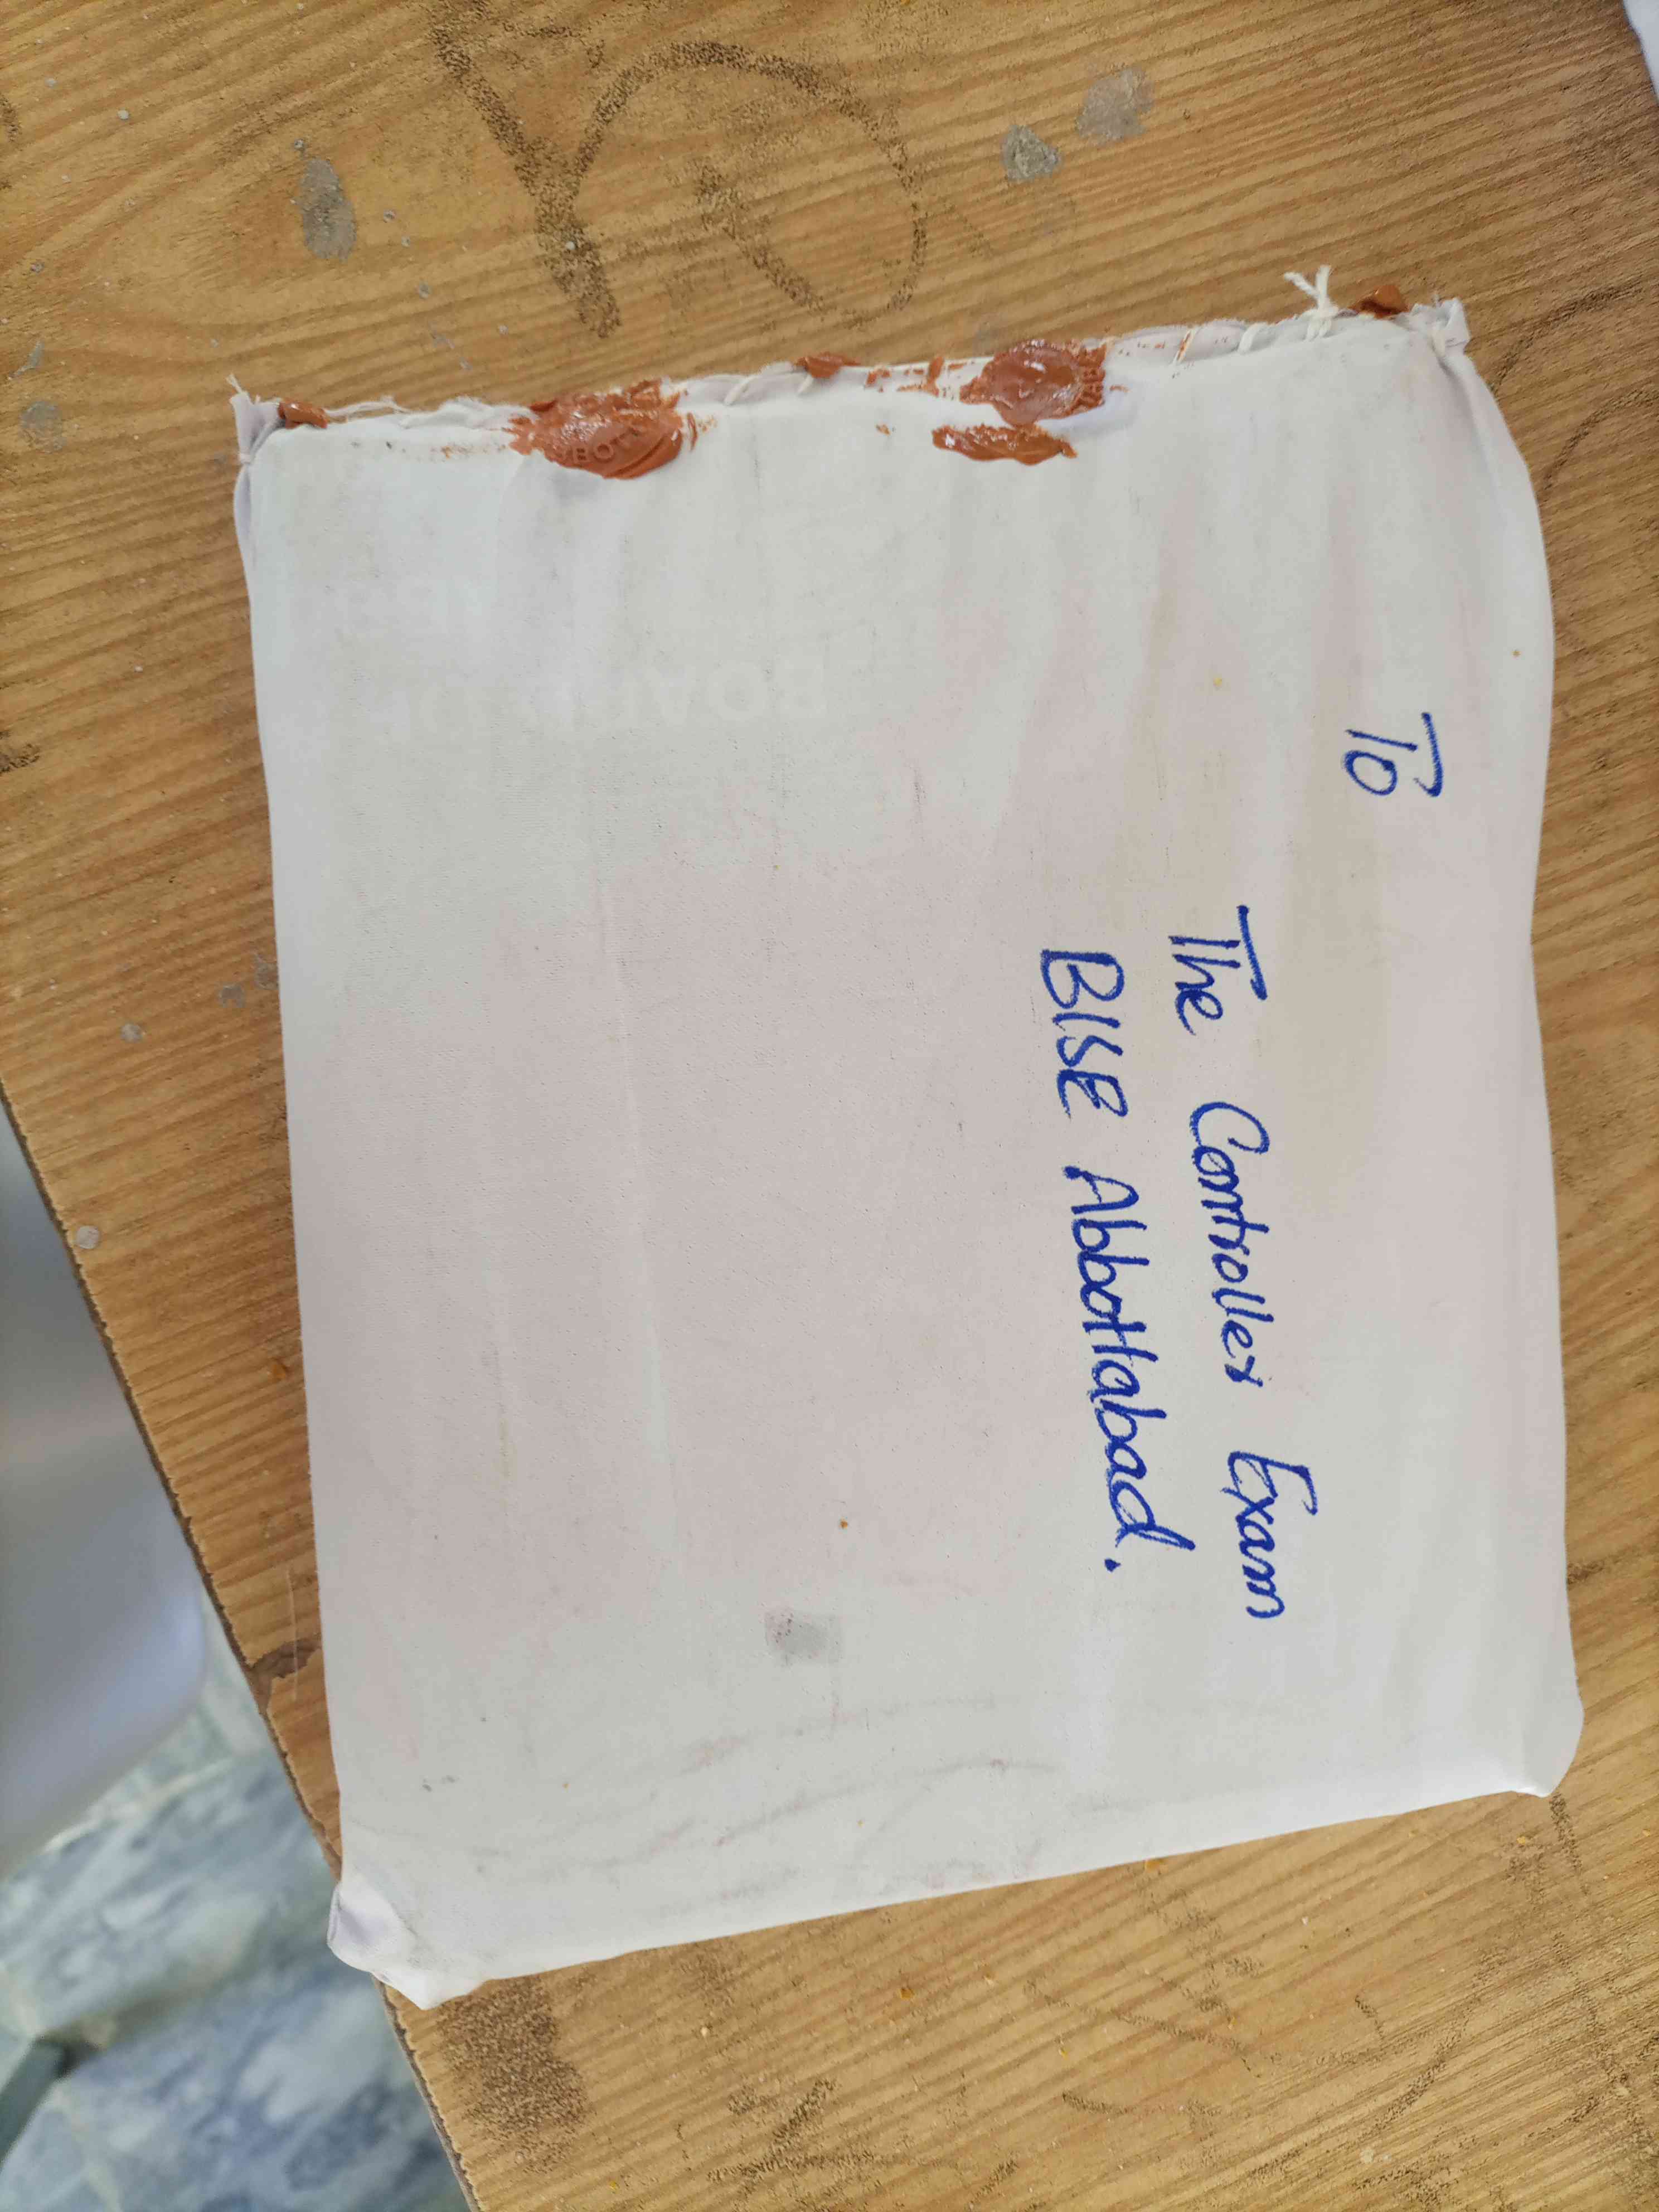 To
The Controller Exam
BISE Abbottabad.